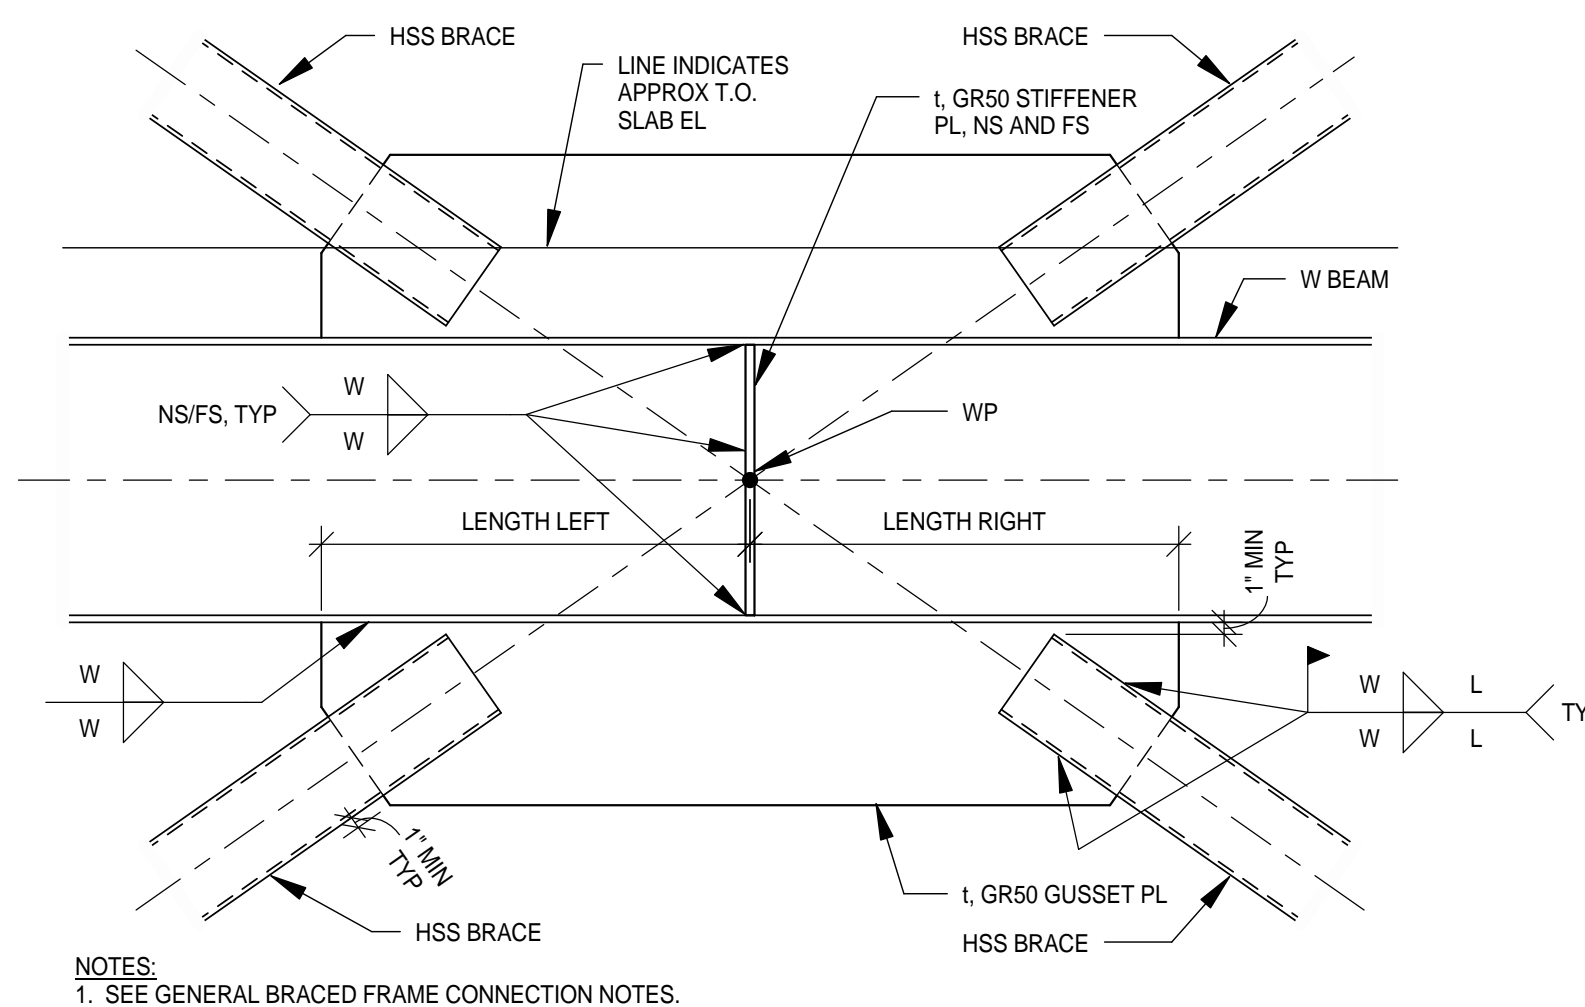 HSS BRACE
HSS BRACE
LINE INDICATES
APPROX T.O.
SLAB EL
t, GR50 STIFFENER
PL, NS AND FS
W BEAM
W
NS/FS, TYP
W
WP
LENGTH LEFT
LENGTH RIGHT
1" MIN
TYP
W
W
W
L
W
L
TY
1" MIN
TYP
t, GR50 GUSSET PL
HSS BRACE
HSS BRACE
NOTES:
1. SEE GENERAL BRACED FRAME CONNECTION NOTES.